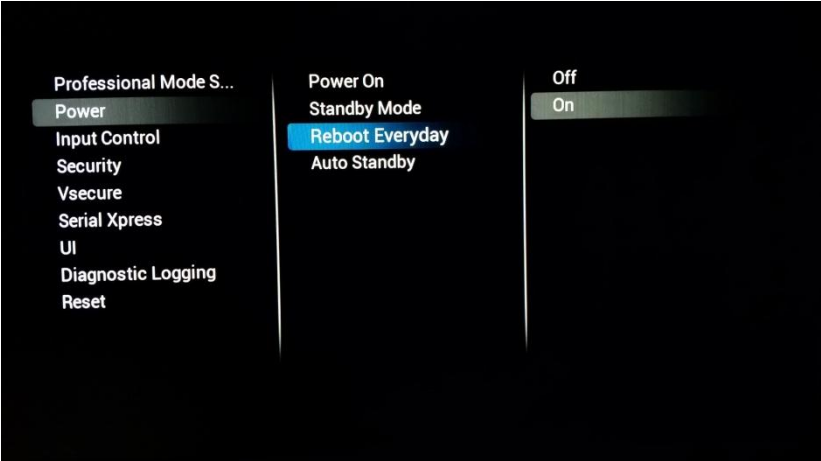 Professional Mode S...
Power
Input Control
Security
Vsecure
Serial Xpress
UI
Diagnostic Logging
Reset
Power On
Standby Mode
Reboot Everyday
Auto Standby
Off
On